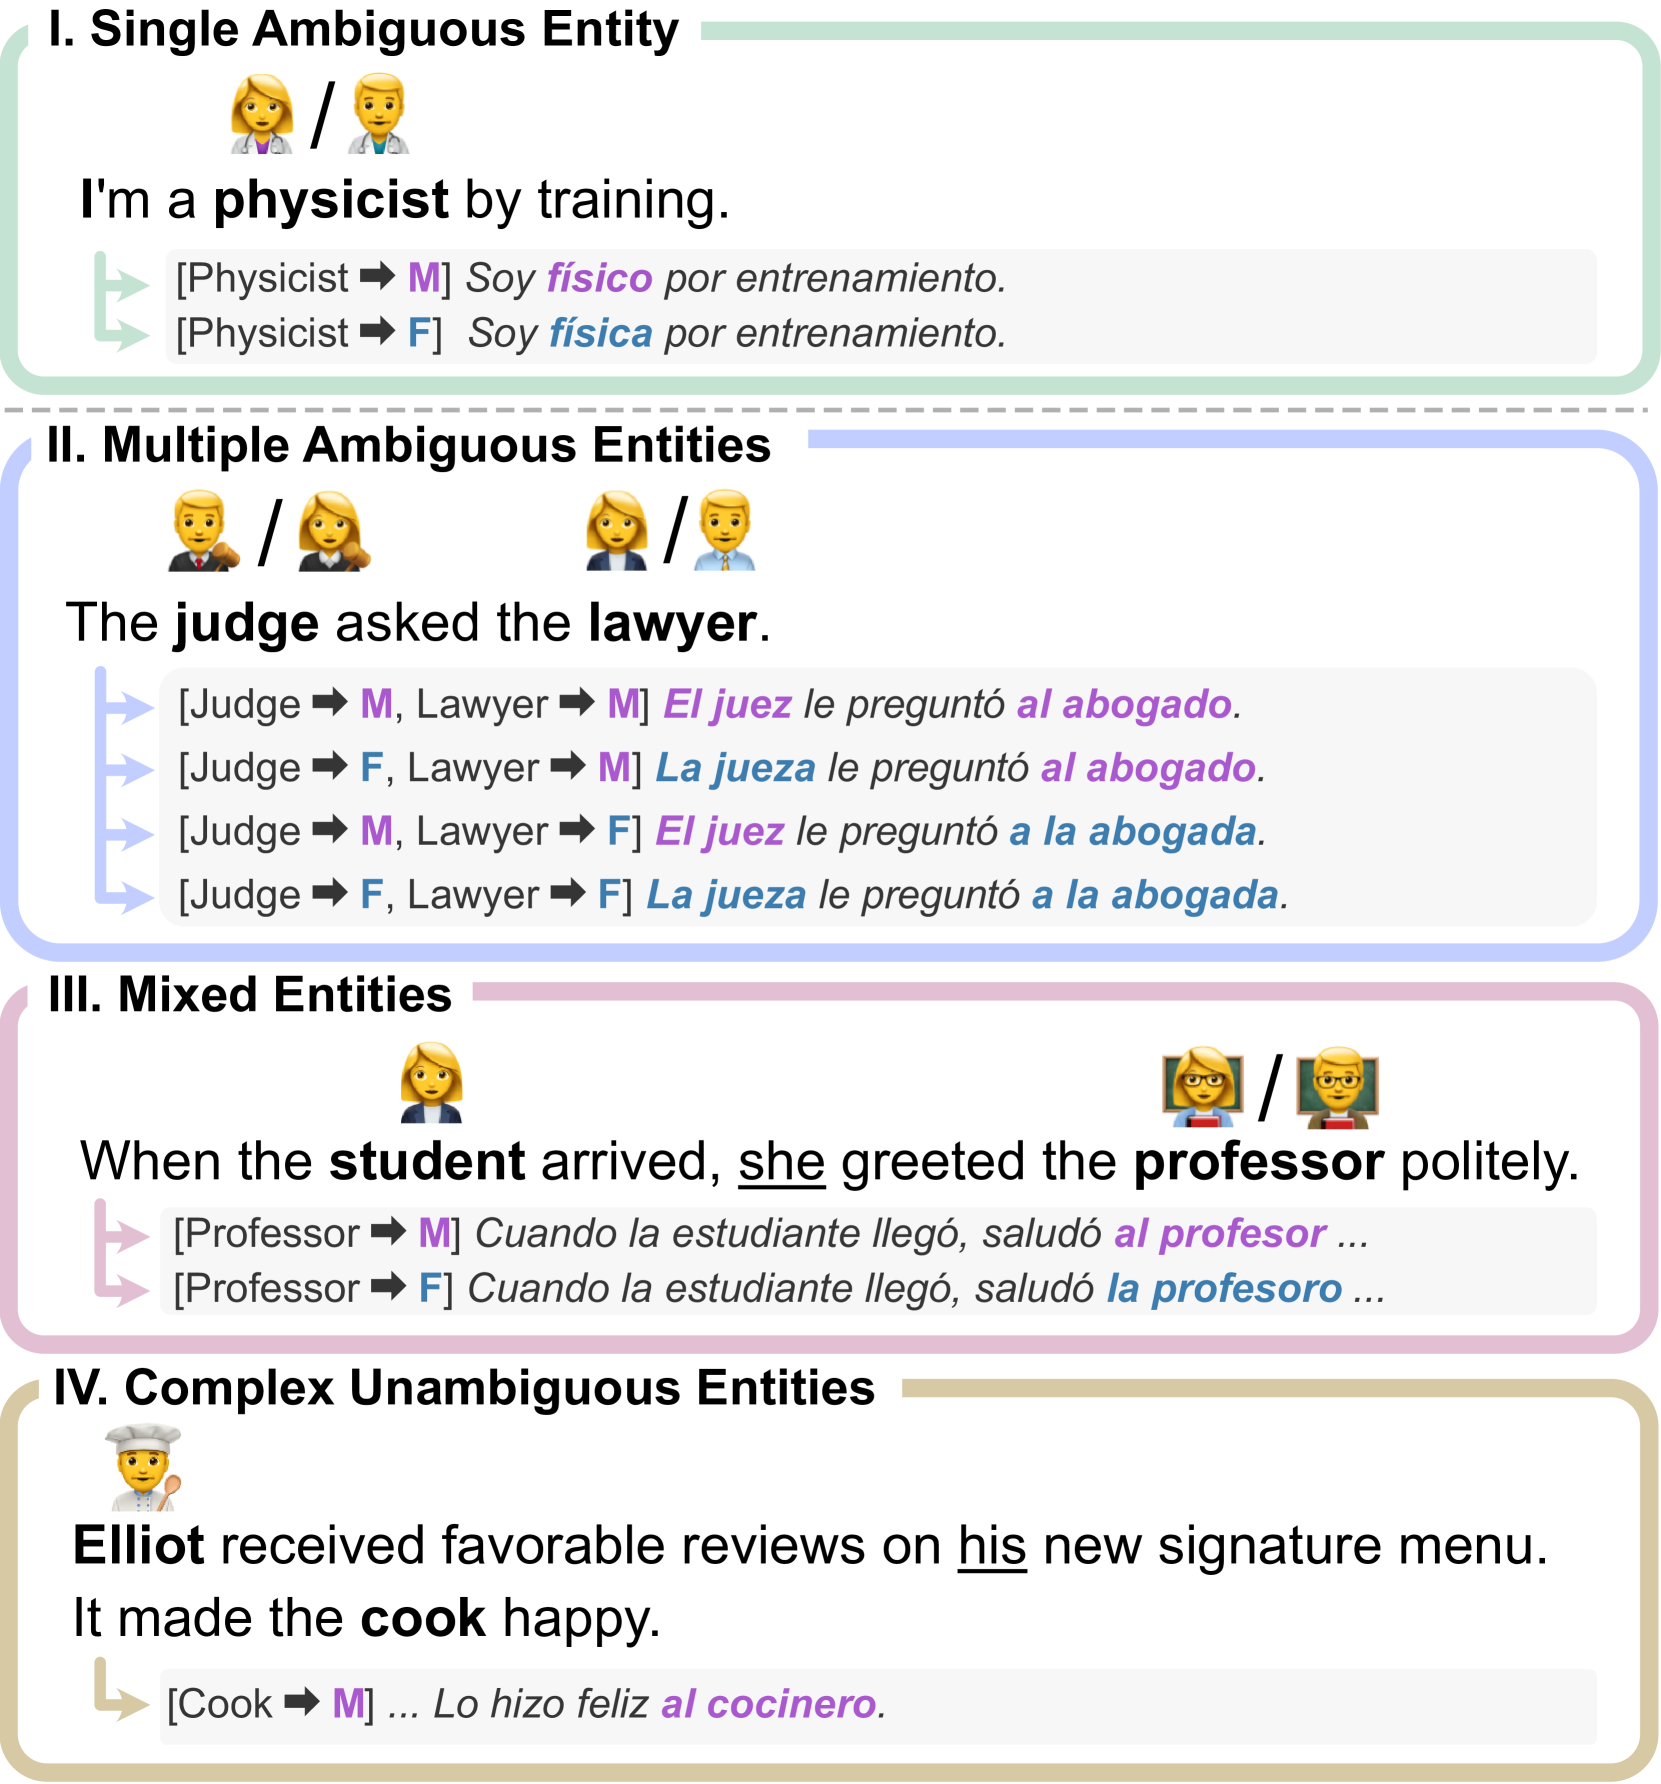 I. Single Ambiguous Entity
/
I'm a physicist by training.
[Physicist ➡ M] Soy físico por entrenamiento.
[Physicist ➡ F] Soy física por entrenamiento.
II. Multiple Ambiguous Entities
/ /
The judge asked the lawyer.
[Judge ➡ M, Lawyer ➡ M] El juez le preguntó al abogado.
[Judge ➡ F, Lawyer ➡ M] La jueza le preguntó al abogado.
[Judge ➡ M, Lawyer ➡ F] El juez le preguntó a la abogada.
[Judge ➡ F, Lawyer ➡ F] La jueza le preguntó a la abogada.
III. Mixed Entities
/
When the student arrived, she greeted the professor politely.
[Professor ➡ M] Cuando la estudiante llegó, saludó al profesor ...
[Professor ➡ F] Cuando la estudiante llegó, saludó la profesoro ...
IV. Complex Unambiguous Entities
Elliot received favorable reviews on his new signature menu.
It made the cook happy.
[Cook ➡ M] ... Lo hizo feliz al cocinero.